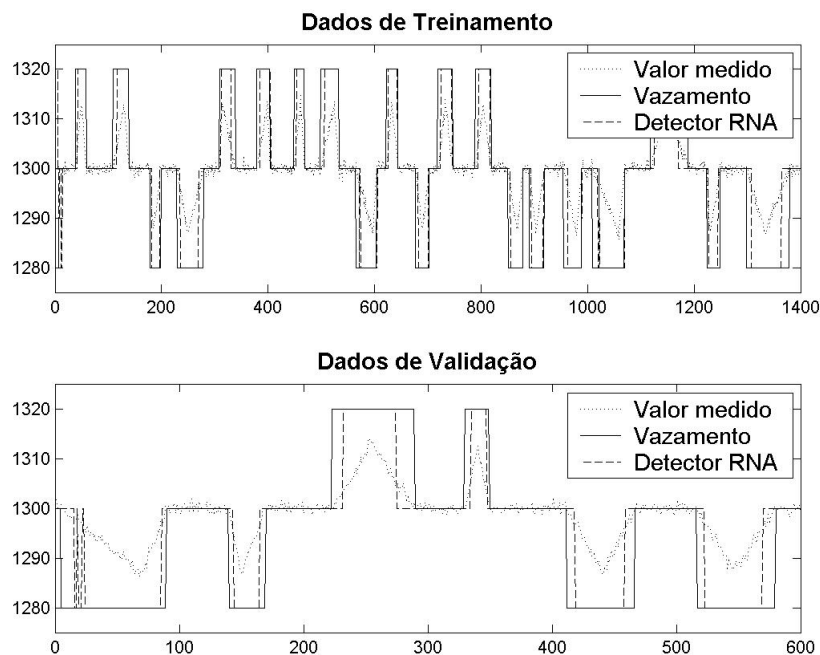 Dados de Treinamento
1320
1310
1300
1290
1280
Valor medido
Vazamento
Detector RNA
0 200 400 600 800 1000 1200 1400
Dados de Validação
1320
1310
1300
1290
1280
Valor medido
Vazamento
Detector RNA
0 100 200 300 400 500 600